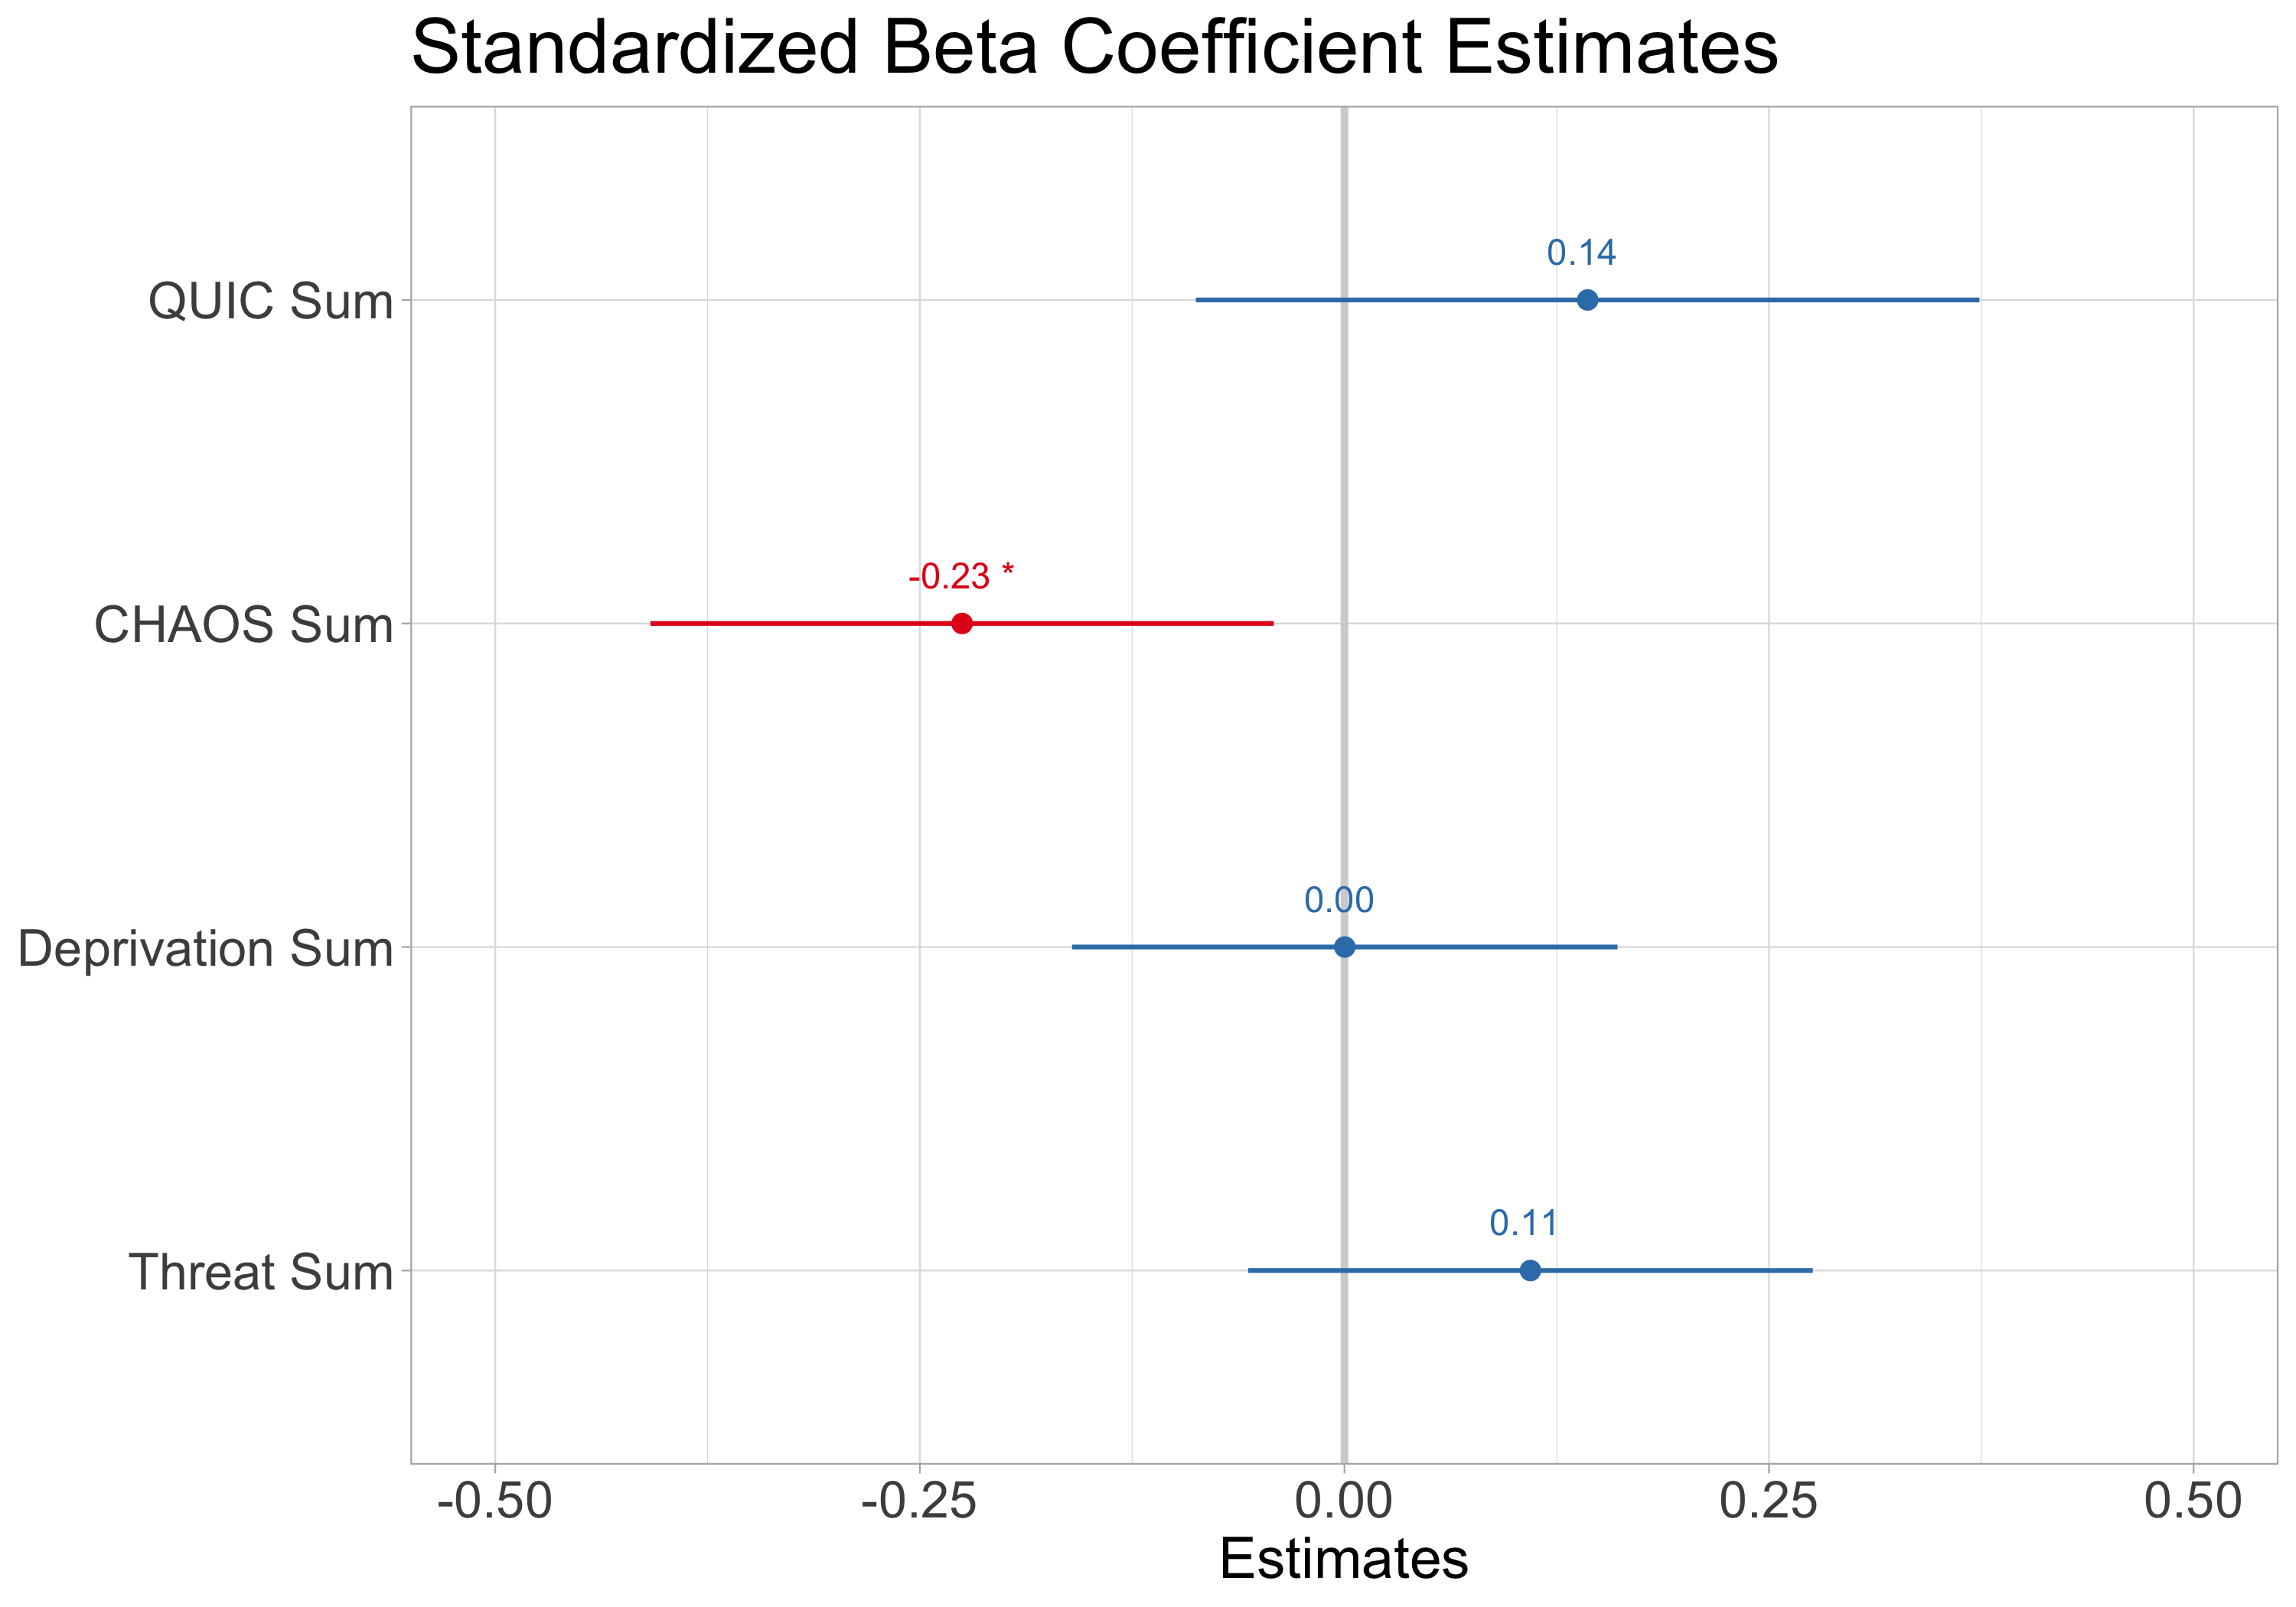 Standardized Beta Coefficient Estimates
0.14
QUIC Sum
-0.23 *
CHAOS Sum
0.00
Deprivation Sum
0.11
Threat Sum
-0.50 -0.25 0.00 0.25 0.50
Estimates